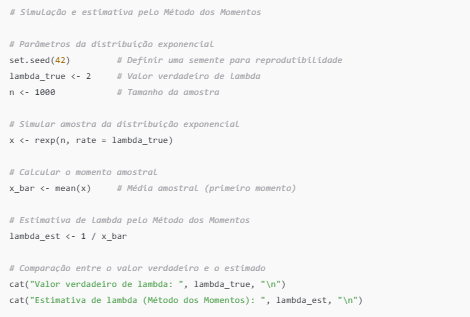 # Simulação e estimativa pelo Método dos Momentos
# Parâmetros da distribuição exponencial
set.seed(42) # Definir uma semente para reprodutibilidade
lambda_true <- 2 # Valor verdadeiro de lambda
n <- 1000 # Tamanho da amostra
# Simular amostra da distribuição exponencial
x <- rexp(n, rate = lambda_true)
# Calcular o momento amostral
x_bar <- mean(x) # Média amostral (primeiro momento)
# Estimativa de Lambda pelo Método dos Momentos
lambda_est <- 1 / x_bar
# Comparação entre o valor verdadeiro e o estimado
cat("Valor verdadeiro de lambda: ", lambda_true, "\n")
cat("Estimativa de lambda (Método dos Momentos): ", lambda_est, "\n")